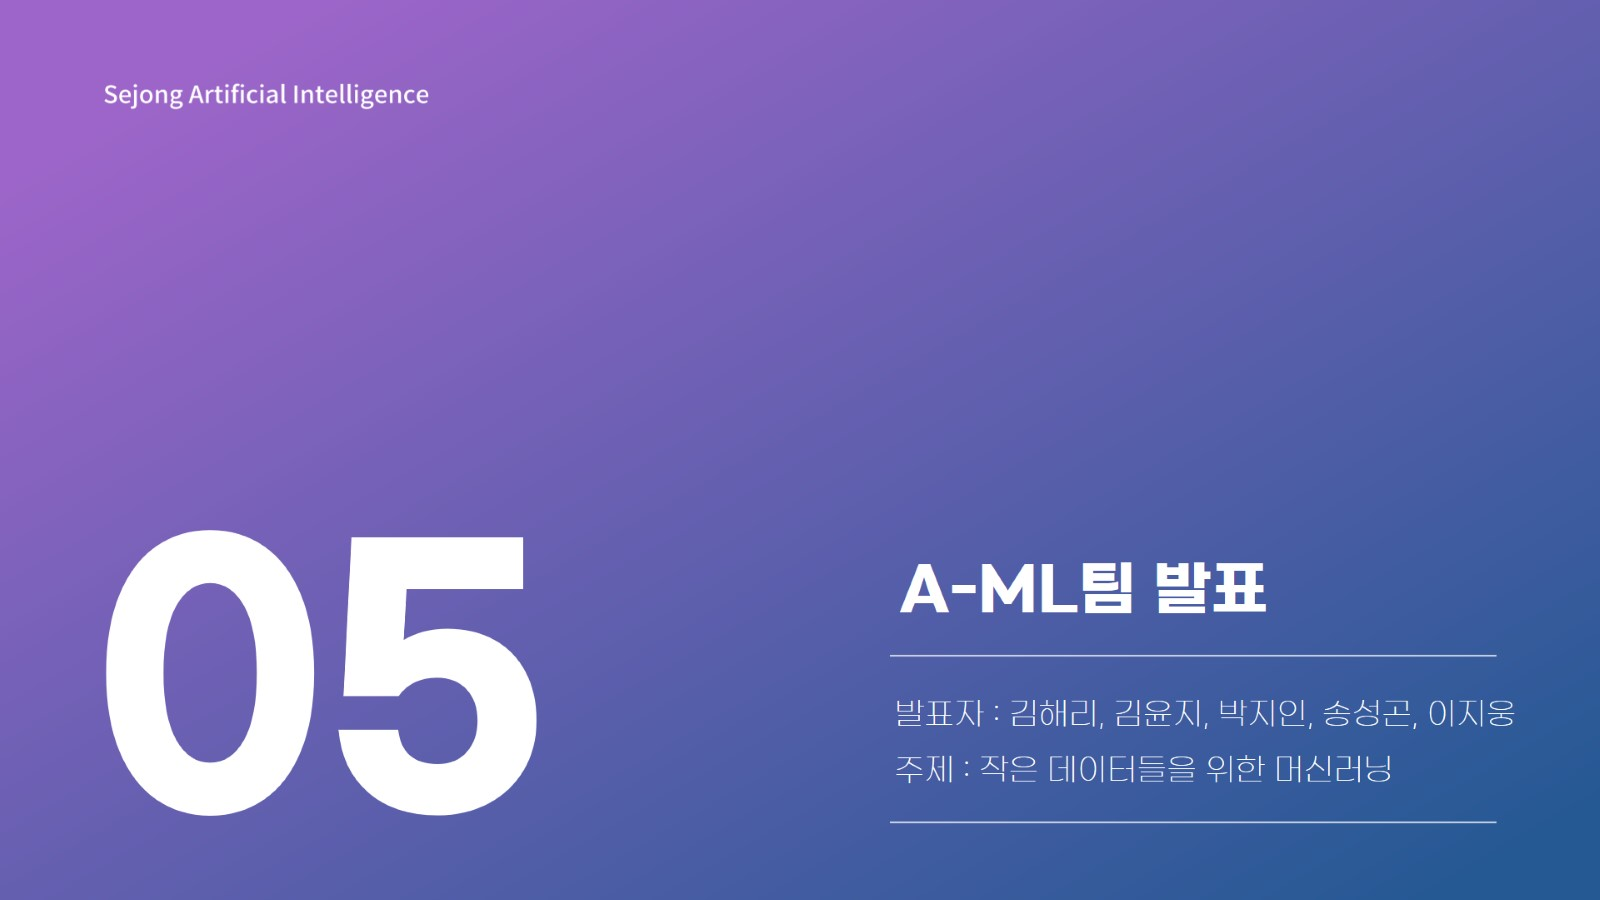 Sejong Artificial Intelligence
05
A-ML팀 발표
발표자 : 김해리, 김윤지, 박지인, 송성곤, 이지웅
주제 : 작은 데이터들을 위한 머신러닝